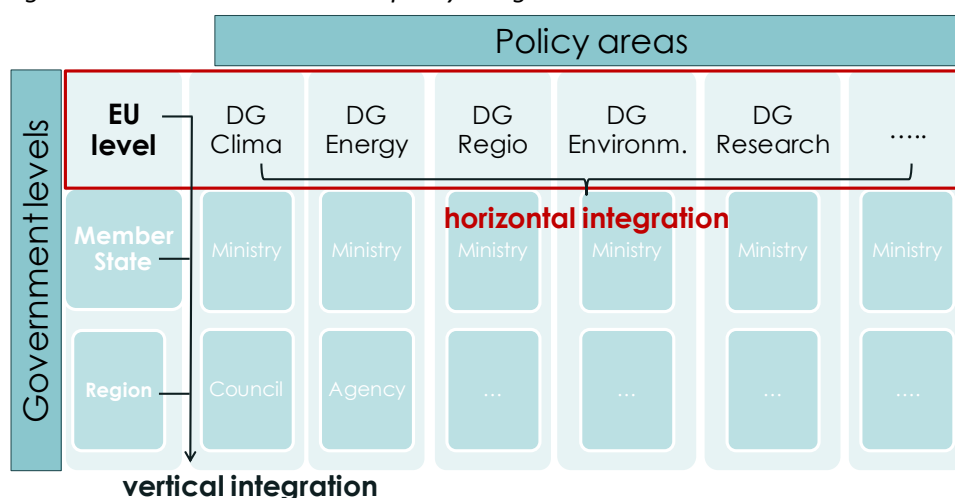 Policy areas
Government levels
EU
level
DG
Clima
DG
Energy
DG
Regio
DG
Environm.
DG
Research
…..
horizontal integration
Member
State
Ministry
Ministry
Ministry
Ministry
Ministry
Ministry
Region
Council
Agency
...
...
...
....
vertical integration